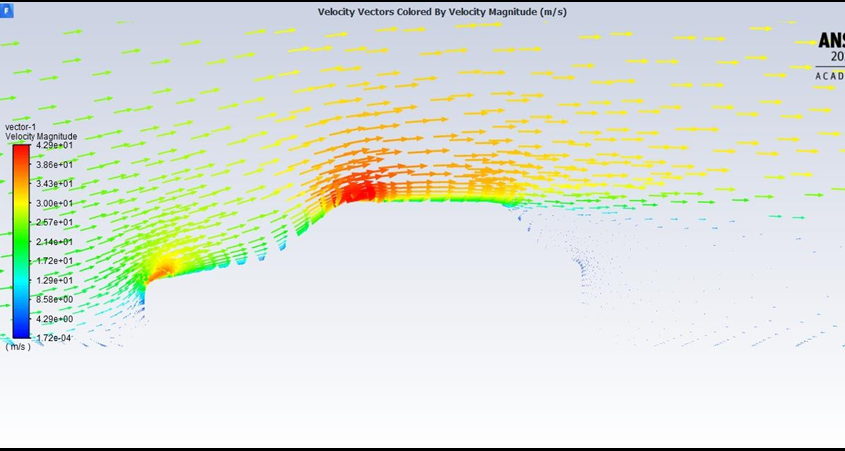 F
Velocity Vectors Colored By Velocity Magnitude (m/s)
ANS
20
ACAD
vector-1
Velocity Magnitude
4.29e+01
3.86e+01
3.43e+01
3.00e+01
2.57e+01
2.14e+01
1.72e+01
1.29e+01
8.58e+00
4.29e+00
1.72e-04
( m/s )